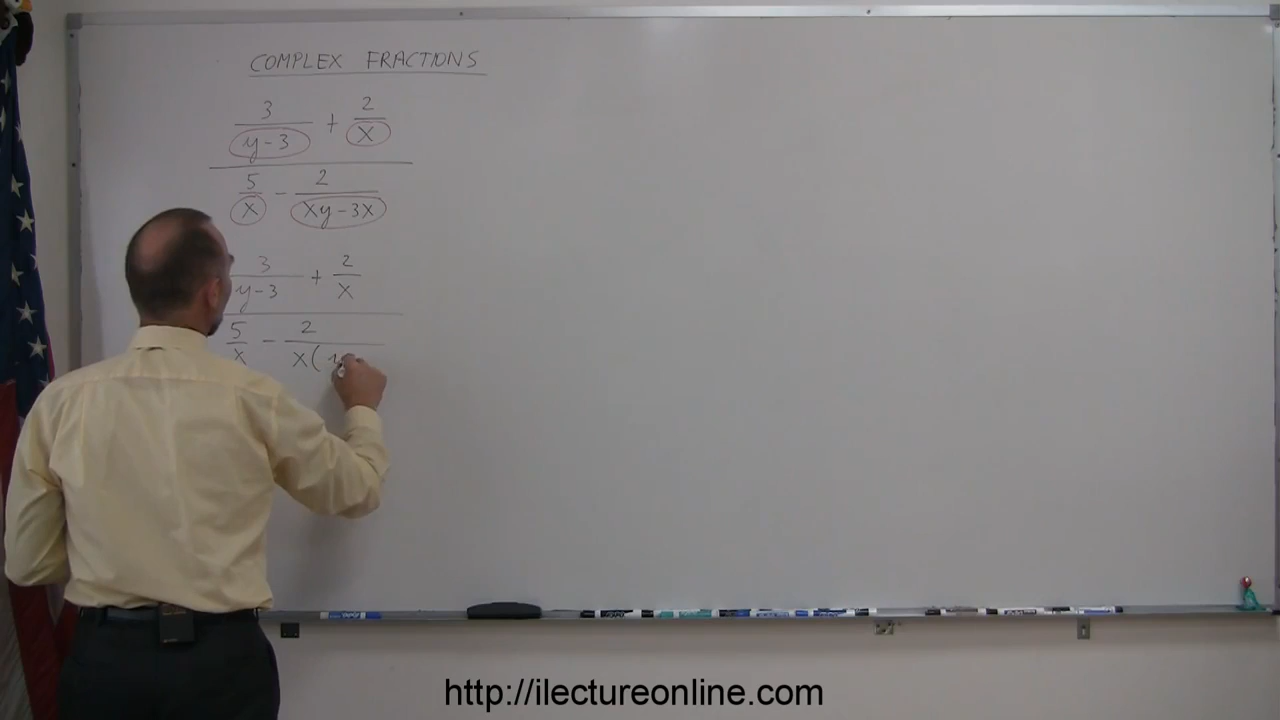 COMPLEX FRACTIONS
3 2
y-3 + x
5 - 2
x xy-3x
3 + 2
y-3 x
5 - 2
x x(
http://ilectureonline.com